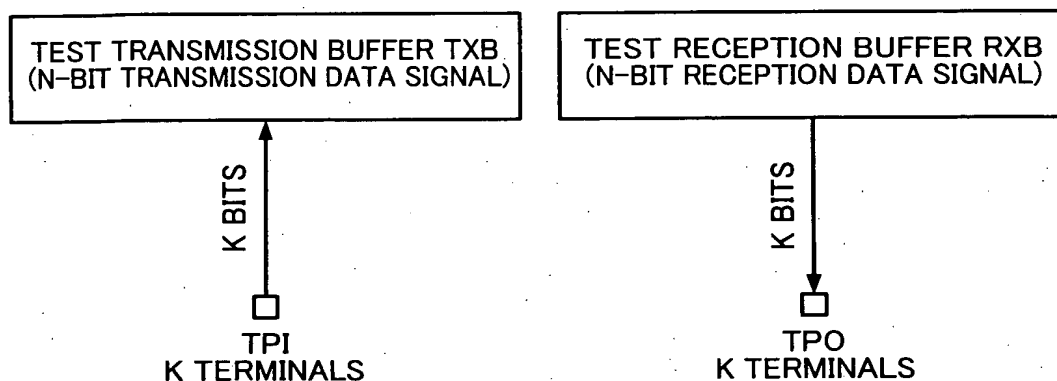 TEST TRANSMISSION BUFFER TXB
(N-BIT TRANSMISSION DATA SIGNAL)
K BITS
TPI
K TERMINALS
TEST RECEPTION BUFFER RXB
(N-BIT RECEPTION DATA SIGNAL)
K BITS
TPO
K TERMINALS